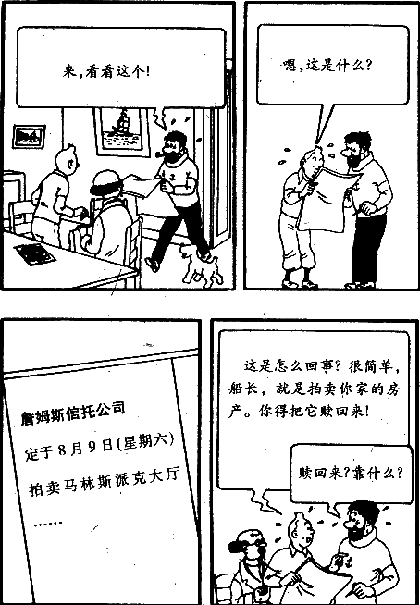 来,看看这个!
嗯,这是什么?
詹姆斯信托公司
定于8月9日(星期六)
拍卖马林斯派克大厅
……
这是怎么回事?很简单,
船长,就是拍卖你家的房
产。你得把它赎回来!
赎回来?靠什么?